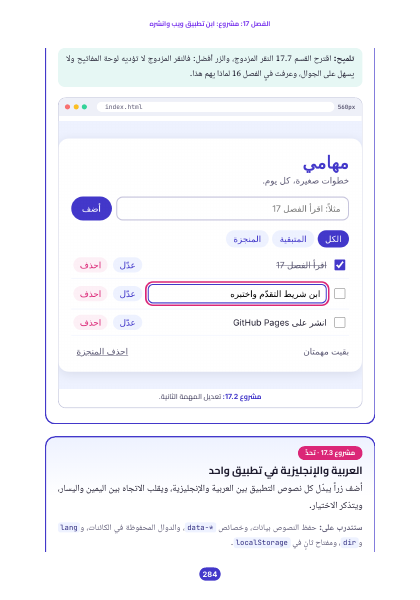 الفصل 17: مشروع: ابن تطبيق ويب وانشره
تلميح: اقترح القسم 17.7 النقر المزدوج، والزر أفضل: فالنقر المزدوج لا تؤديه لوحة المفاتيح ولا
يسهل على الجوال، وعرفت في الفصل 16 لماذا يهم هذا.
index.html
560px
مهامي
خطوات صغيرة، كل يوم.
مثلاً: اقرأ الفصل 17
أضف
الكل
المتبقية
المنجزة
اقرأ الفصل 17
عدّل
احذف
ابن شريط التقدّم واختبره
عدّل
احذف
انشر على GitHub Pages
عدّل
احذف
بقيت مهمتان
احذف المنجزة
مشروع 17.2: تعديل المهمة الثانية.
مشروع 17.3 · تحدٍّ
العربية والإنجليزية في تطبيق واحد
أضف زراً يبدّل كل نصوص التطبيق بين العربية والإنجليزية، ويقلب الاتجاه بين اليمين واليسار،
ويتذكر الاختيار.
ستتدرب على: حفظ النصوص بيانات، وخصائص data-*، والدوال المحفوظة في الكائنات، و lang
و dir، ومفتاح ثانٍ في localStorage.
284